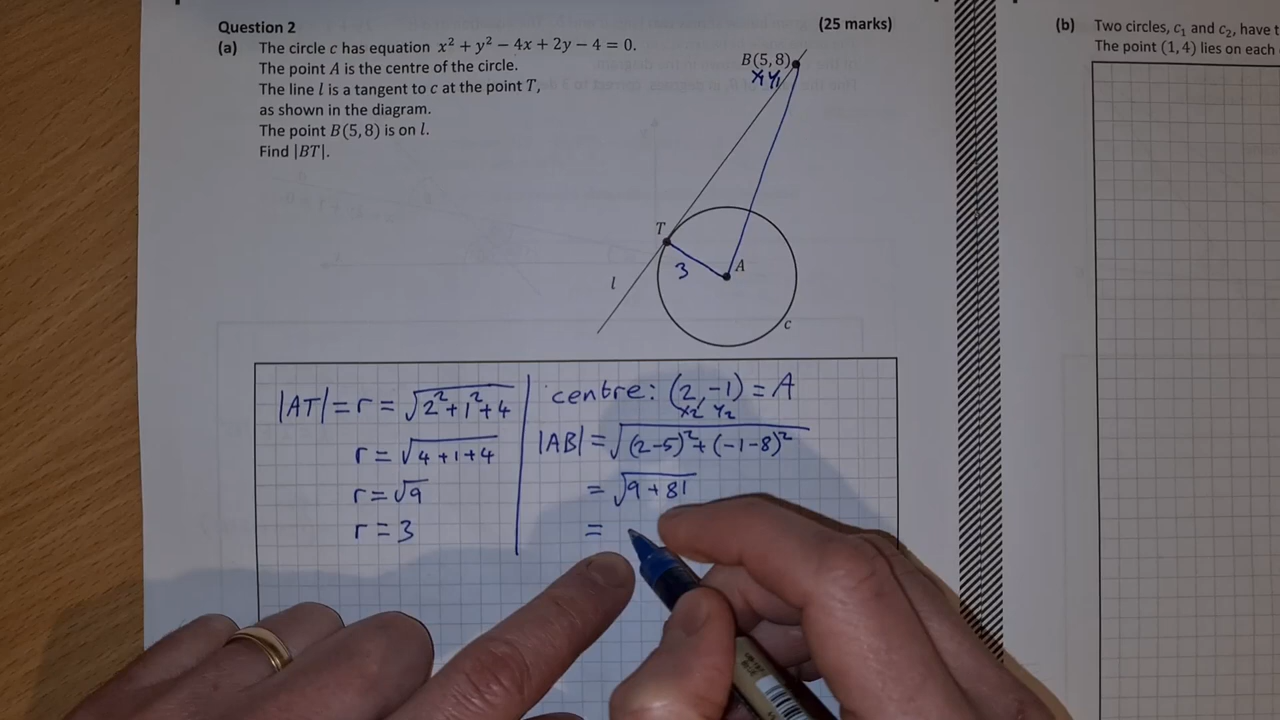 Question 2
(25 marks)
(a) The circle c has equation x² + y² − 4x + 2y − 4 = 0.
The point A is the centre of the circle.
The line l is a tangent to c at the point T,
as shown in the diagram.
The point B(5, 8) is on l.
Find |BT|.
B(5, 8)
x₁ y₁
T
3
A
l
c
|AT| = r = √2² + 1² + 4
r = √4 + 1 + 4
r = √9
r = 3
centre: (2, -1) = A
x₂ y₂
|AB| = √(2-5)² + (-1-8)²
= √9 + 81
=
(b) Two circles, c₁ and c₂, have
The point (1, 4) lies on each